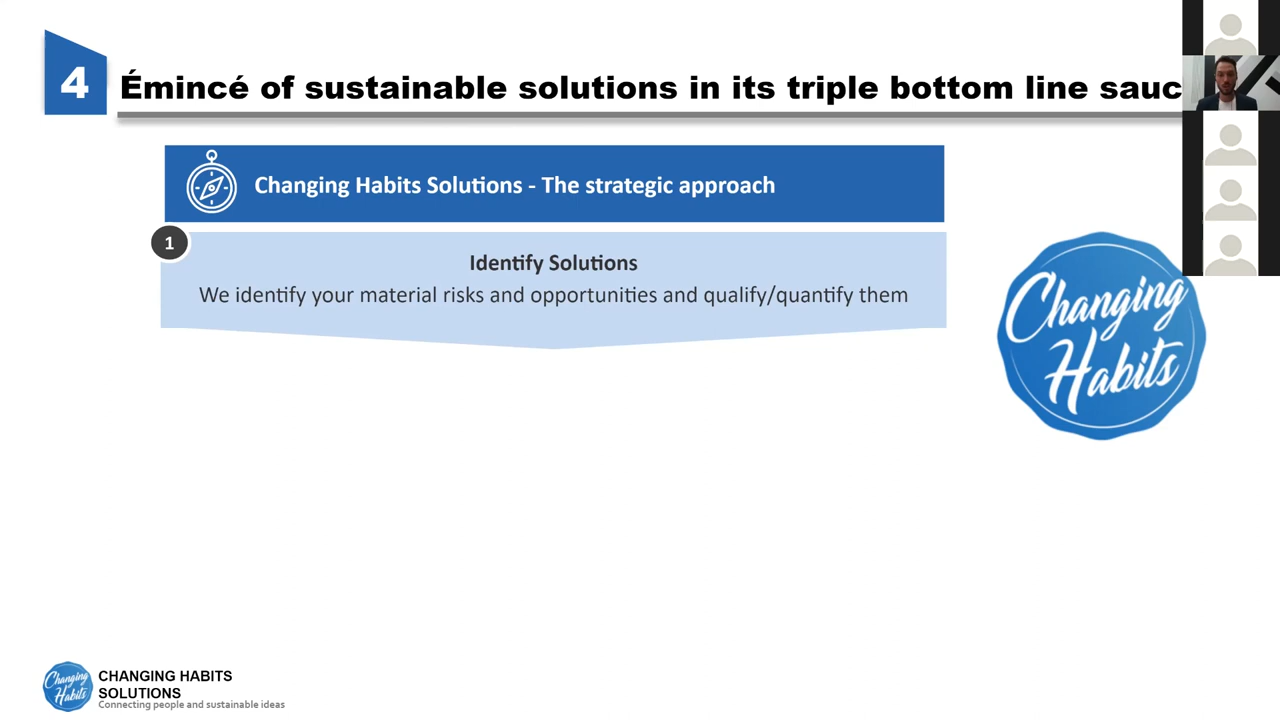 4
Émincé of sustainable solutions in its triple bottom line sauc
Changing Habits Solutions - The strategic approach
1
Identify Solutions
We identify your material risks and opportunities and qualify/quantify them
Changing
Habits
Changing
Habits
CHANGING HABITS
SOLUTIONS
Connecting people and sustainable ideas